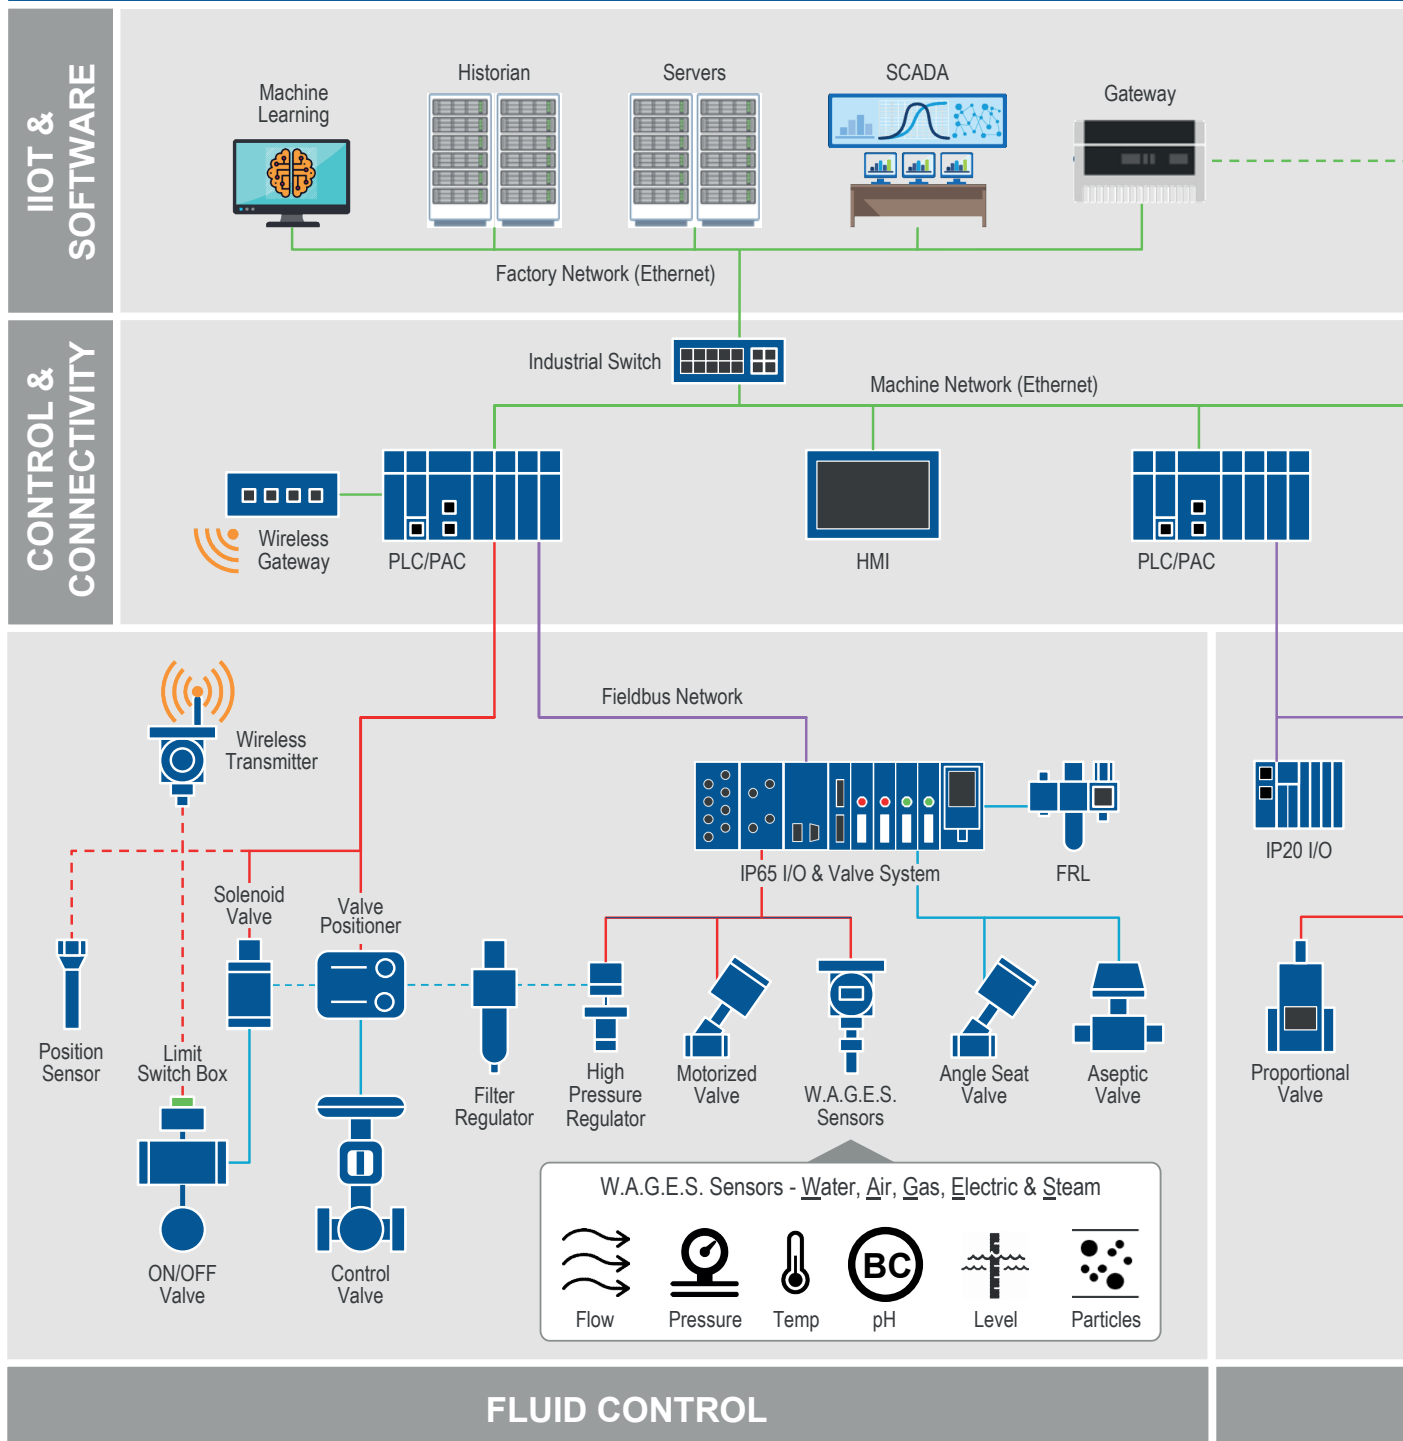 IIOT &
SOFTWARE
Machine
Learning
Historian
Servers
SCADA
Gateway
Factory Network (Ethernet)
CONTROL &
CONNECTIVITY
Industrial Switch
Machine Network (Ethernet)
Wireless
Gateway
PLC/PAC
HMI
PLC/PAC
Fieldbus Network
Wireless
Transmitter
IP65 I/O & Valve System
FRL
IP20 I/O
Solenoid
Valve
Valve
Positioner
Position
Sensor
Limit
Switch Box
Filter
Regulator
High
Pressure
Regulator
Motorized
Valve
W.A.G.E.S.
Sensors
Angle Seat
Valve
Aseptic
Valve
Proportional
Valve
ON/OFF
Valve
Control
Valve
W.A.G.E.S. Sensors - Water, Air, Gas, Electric & Steam
BC
Flow
Pressure
Temp
pH
Level
Particles
FLUID CONTROL